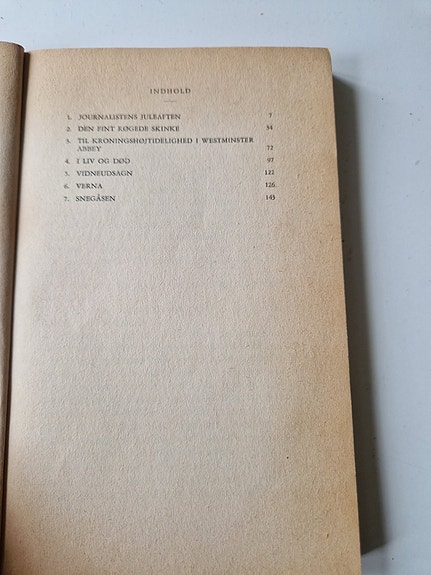 INDHOLD
1. JOURNALISTENS JULEAFTEN 7
2. DEN FINT RØGEDE SKINKE 54
3. TIL KRONINGSHØJTIDELIGHED I WESTMINSTER
ABBEY 72
4. I LIV OG DØD 97
5. VIDNEUDSAGN 122
6. VERNA 126
7. SNEGÅSEN 145